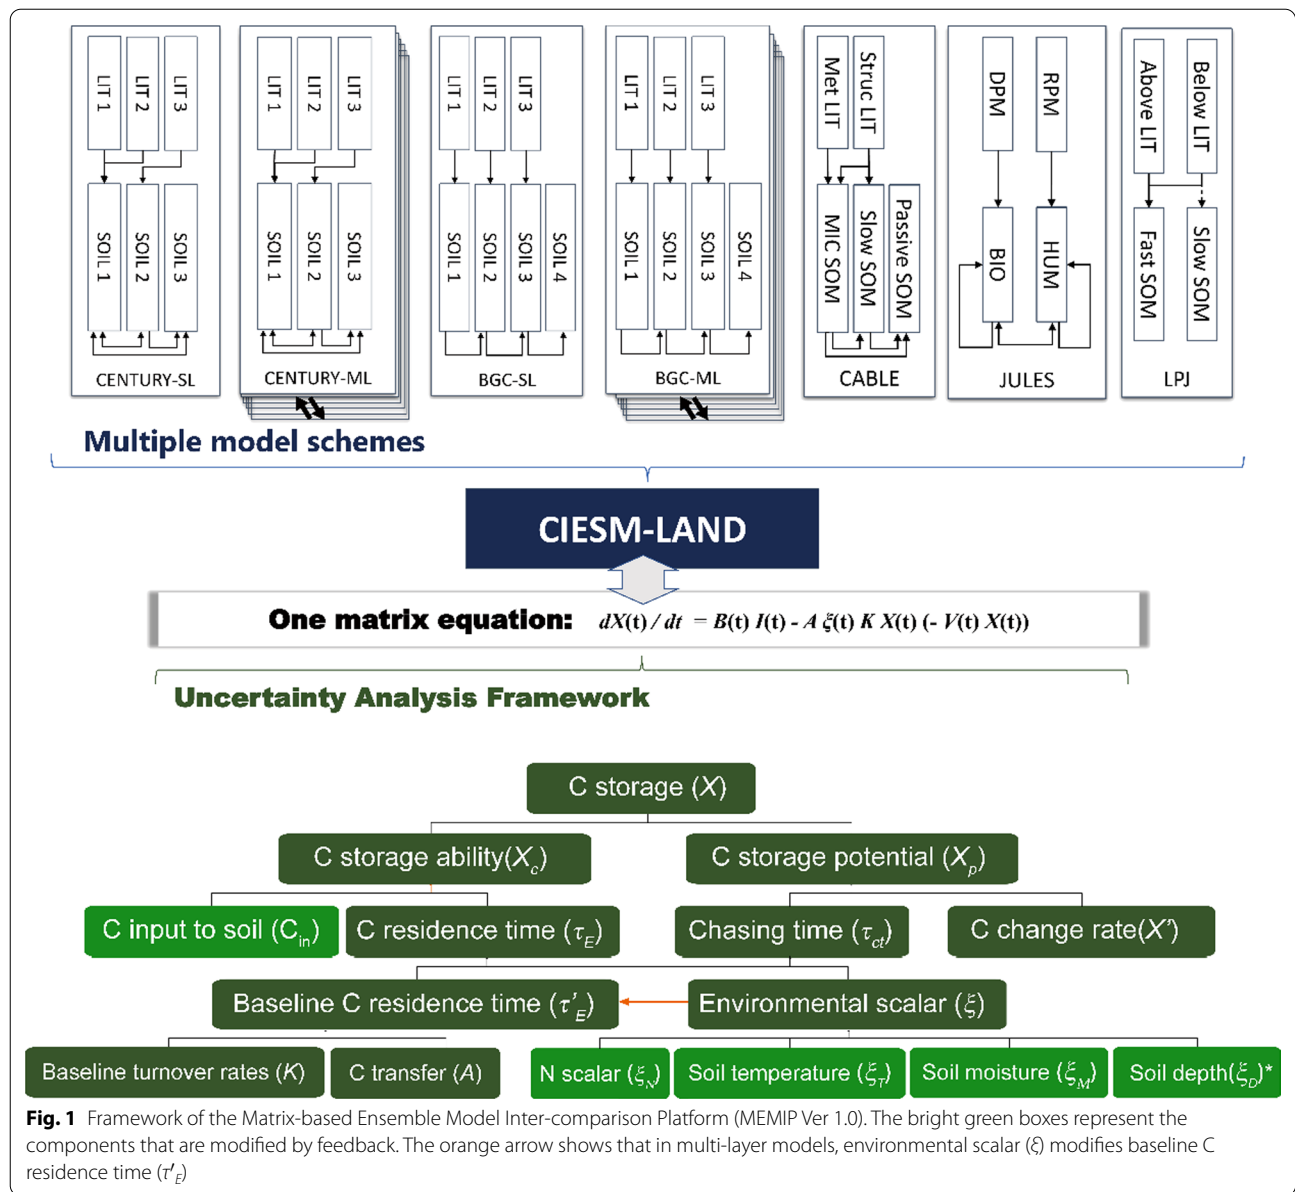 LIT 1
LIT 2
LIT 3
SOIL 1
SOIL 2
SOIL 3
CENTURY-SL
LIT 1
LIT 2
LIT 3
SOIL 1
SOIL 2
SOIL 3
CENTURY-ML
LIT 1
LIT 2
LIT 3
SOIL 1
SOIL 2
SOIL 3
SOIL 4
BGC-SL
LIT 1
LIT 2
LIT 3
SOIL 1
SOIL 2
SOIL 3
SOIL 4
BGC-ML
Met LIT
Struc LIT
MIC SOM
Slow SOM
Passive SOM
CABLE
DPM
RPM
BIO
HUM
JULES
Above LIT
Below LIT
Fast SOM
Slow SOM
LPJ
Multiple model schemes
CIESM-LAND
One matrix equation: dX(t) / dt = B(t) I(t) - A ξ(t) K X(t) (- V(t) X(t))
Uncertainty Analysis Framework
C storage (X)
C storage ability(X_c)
C storage potential (X_p)
C input to soil (C_in)
C residence time (τ_E)
Chasing time (τ_ct)
C change rate(X')
Baseline C residence time (τ'_E)
Environmental scalar (ξ)
Baseline turnover rates (K)
C transfer (A)
N scalar (ξ_N)
Soil temperature (ξ_T)
Soil moisture (ξ_M)
Soil depth(ξ_D)*
Fig. 1 Framework of the Matrix-based Ensemble Model Inter-comparison Platform (MEMIP Ver 1.0). The bright green boxes represent the
components that are modified by feedback. The orange arrow shows that in multi-layer models, environmental scalar (ξ) modifies baseline C
residence time (τ'_E)